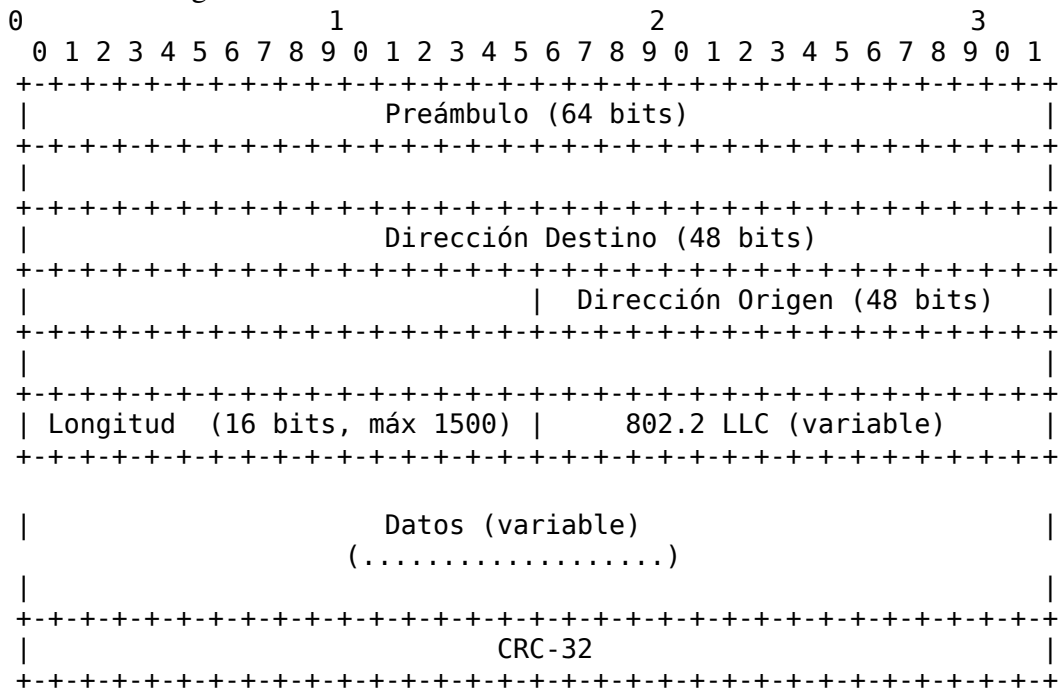 0                   1                   2                   3
 0 1 2 3 4 5 6 7 8 9 0 1 2 3 4 5 6 7 8 9 0 1 2 3 4 5 6 7 8 9 0 1
+-+-+-+-+-+-+-+-+-+-+-+-+-+-+-+-+-+-+-+-+-+-+-+-+-+-+-+-+-+-+-+-+
|                      Preámbulo (64 bits)                      |
+-+-+-+-+-+-+-+-+-+-+-+-+-+-+-+-+-+-+-+-+-+-+-+-+-+-+-+-+-+-+-+-+
|                                                               |
+-+-+-+-+-+-+-+-+-+-+-+-+-+-+-+-+-+-+-+-+-+-+-+-+-+-+-+-+-+-+-+-+
|                      Dirección Destino (48 bits)              |
+-+-+-+-+-+-+-+-+-+-+-+-+-+-+-+-+-+-+-+-+-+-+-+-+-+-+-+-+-+-+-+-+
|                               |  Dirección Origen (48 bits)   |
+-+-+-+-+-+-+-+-+-+-+-+-+-+-+-+-+-+-+-+-+-+-+-+-+-+-+-+-+-+-+-+-+
|                                                               |
+-+-+-+-+-+-+-+-+-+-+-+-+-+-+-+-+-+-+-+-+-+-+-+-+-+-+-+-+-+-+-+-+
| Longitud  (16 bits, máx 1500) |     802.2 LLC (variable)      |
+-+-+-+-+-+-+-+-+-+-+-+-+-+-+-+-+-+-+-+-+-+-+-+-+-+-+-+-+-+-+-+-+
|                      Datos (variable)                         |
                    (...................)
|                                                               |
+-+-+-+-+-+-+-+-+-+-+-+-+-+-+-+-+-+-+-+-+-+-+-+-+-+-+-+-+-+-+-+-+
|                             CRC-32                            |
+-+-+-+-+-+-+-+-+-+-+-+-+-+-+-+-+-+-+-+-+-+-+-+-+-+-+-+-+-+-+-+-+